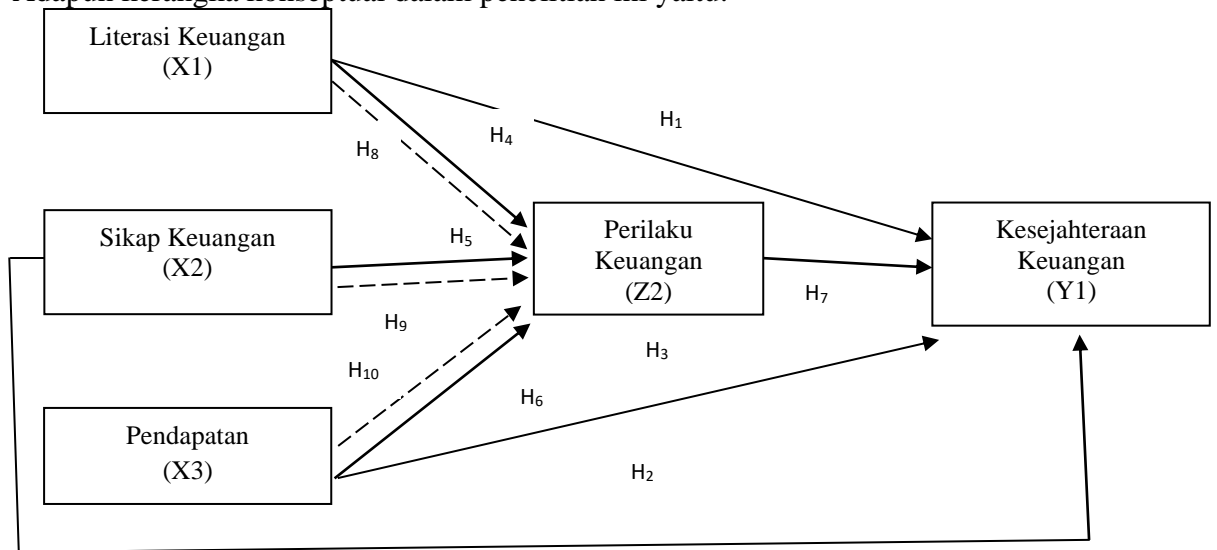 Adapun kerangka konseptual dalam penelitian ini yaitu:
Literasi Keuangan
(X1)
H₁
H₄
H₈
Sikap Keuangan
(X2)
H₅
Perilaku
Keuangan
(Z2)
Kesejahteraan
Keuangan
(Y1)
H₇
H₉
H₃
H₁₀
H₆
Pendapatan
(X3)
H₂